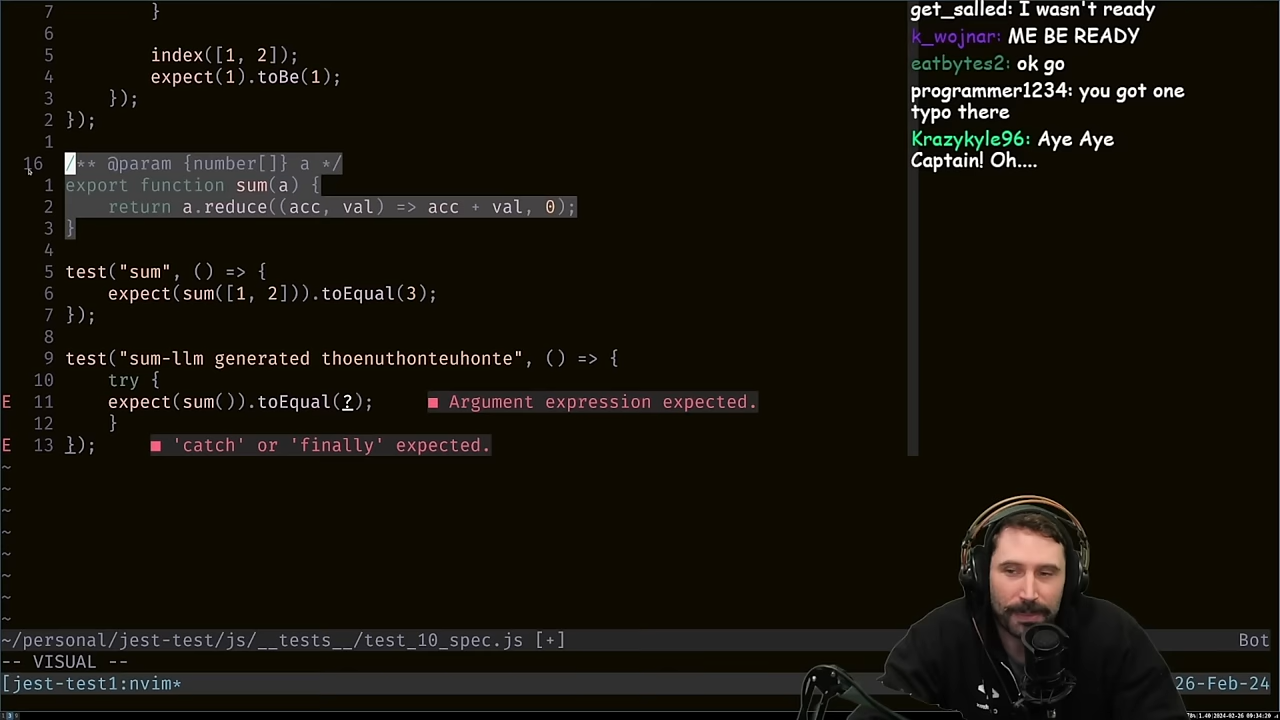 7 }
6
5 index([1, 2]);
4 expect(1).toBe(1);
3 });
2 });
1
16 /** @param {number[]} a */
1 export function sum(a) {
2 return a.reduce((acc, val) => acc + val, 0);
3 }
4
5 test("sum", () => {
6 expect(sum([1, 2])).toEqual(3);
7 });
8
9 test("sum-llm generated thoenuthonteuhonte", () => {
10 try {
E 11 expect(sum()).toEqual(?); ■ Argument expression expected.
12 }
E 13 }); ■ 'catch' or 'finally' expected.
~
~
~
~
~
~
~
~
~/personal/jest-test/js/__tests__/test_10_spec.js [+] Bot
-- VISUAL --
[jest-test1:nvim* 26-Feb-24
get_salled: I wasn't ready
k_wojnar: ME BE READY
eatbytes2: ok go
programmer1234: you got one
typo there
Krazykyle96: Aye Aye
Captain! Oh....